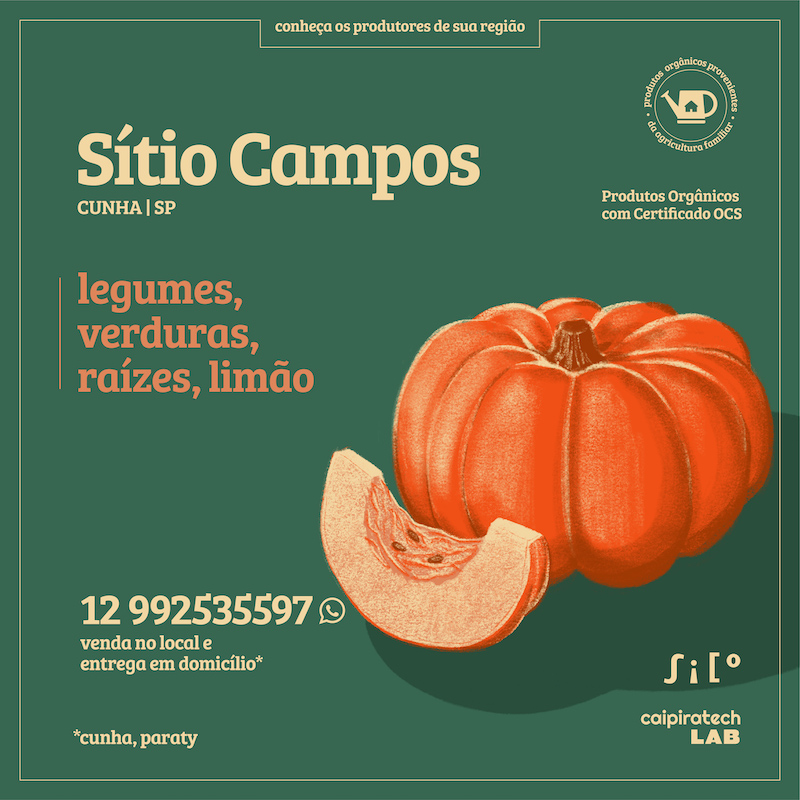 conheça os produtores de sua região
produtos orgânicos provenientes
da agricultura familiar
Sítio Campos
CUNHA | SP
Produtos Orgânicos
com Certificado OCS
legumes,
verduras,
raízes, limão
12 992535597
venda no local e
entrega em domicílio*
*cunha, paraty
caipiratech
LAB